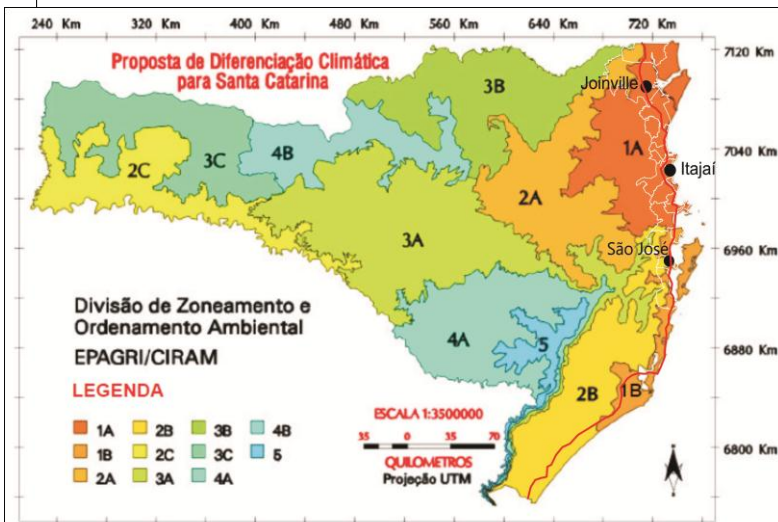 240 Km 320 Km 400 Km 480 Km 560 Km 640 Km 720 Km
7120 Km
Proposta de Diferenciação Climática
para Santa Catarina
3B
Joinville
4B
1A
7040 Km
3C
2C
Itajaí
2A
3A
São José
6960 Km
Divisão de Zoneamento e
Ordenamento Ambiental
EPAGRI/CIRAM
4A
5
6880 Km
LEGENDA
2B
1B
ESCALA 1:3500000
1A 2B 3B 4B
35 0 35 70
1B 2C 3C 5
QUILOMETROS
6800 Km
2A 3A 4A
Projeção UTM
N